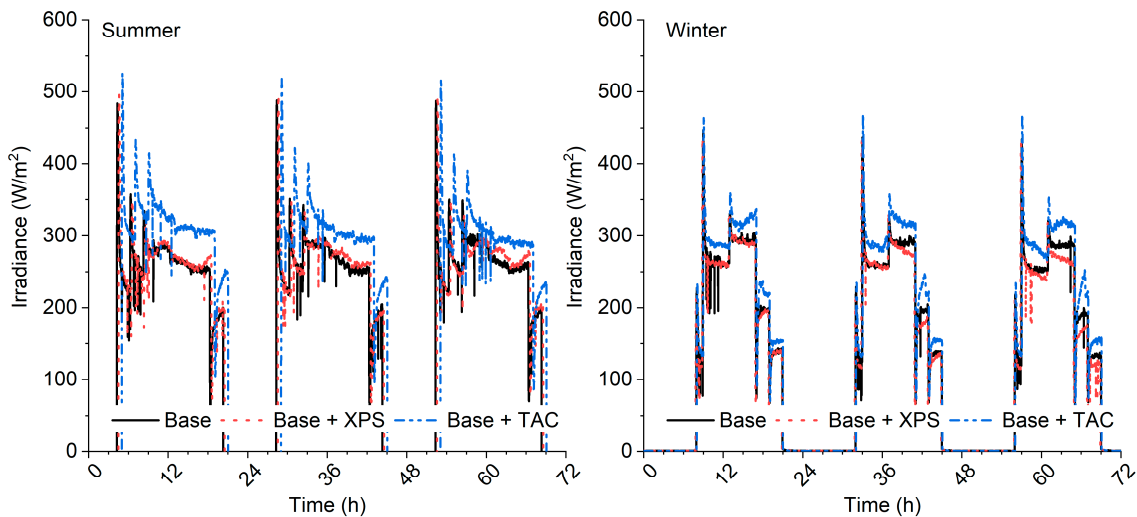 Summer
600
500
400
300
200
100
0
Irradiance (W/m²)
Base
Base + XPS
Base + TAC
0
12
24
36
48
60
72
Time (h)
Winter
600
500
400
300
200
100
0
Irradiance (W/m²)
Base
Base + XPS
Base + TAC
0
12
24
36
48
60
72
Time (h)